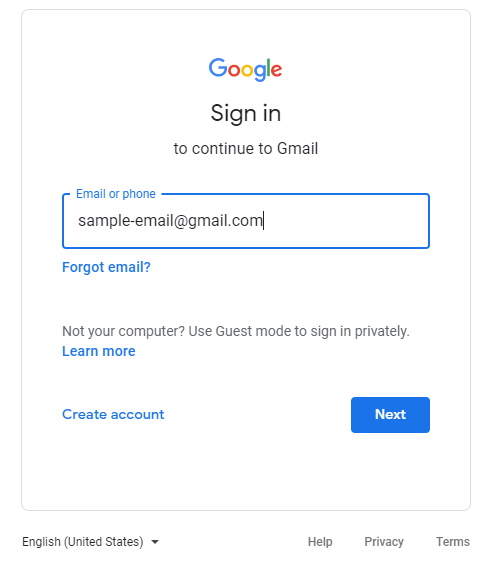 Google
Sign in
to continue to Gmail
Email or phone
sample-email@gmail.com
Forgot email?
Not your computer? Use Guest mode to sign in privately.
Learn more
Create account
Next
English (United States)
Help
Privacy
Terms